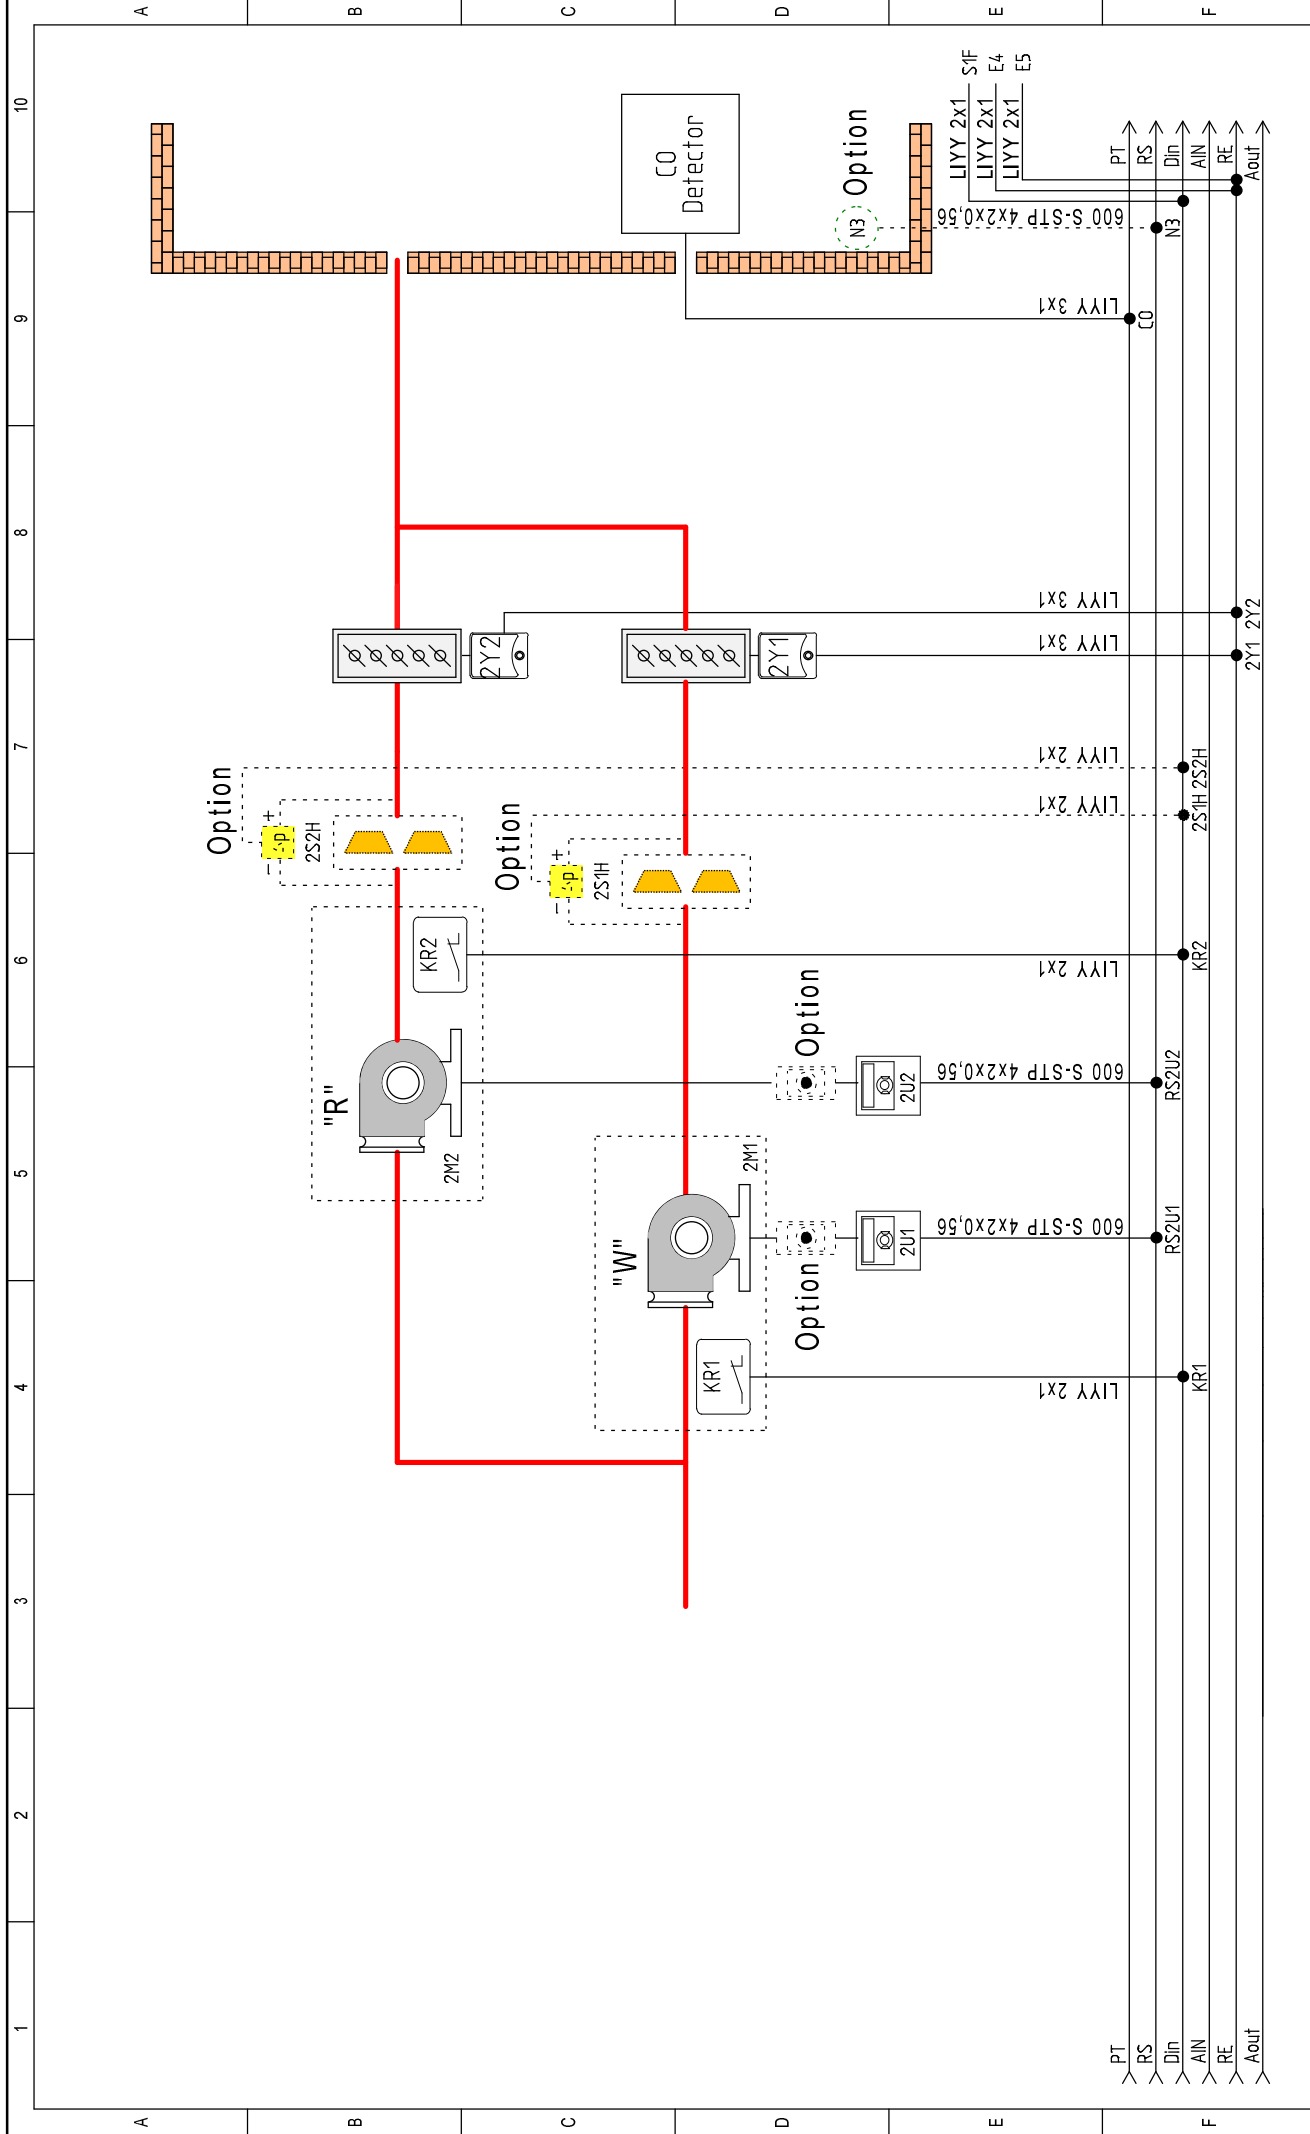 1
2
3
4
5
6
7
8
9
10
A
B
C
D
E
F
Option
- Δp +
2S2H
"R"
2M2
KR2
2Y2
Option
- Δp +
2S1H
"W"
2M1
KR1
2Y1
CO
Detector
N3
Option
Option
2U1
Option
2U2
LIYY 2x1
600 S-STP 4x2x0,56
600 S-STP 4x2x0,56
LIYY 2x1
LIYY 2x1
LIYY 2x1
LIYY 3x1
LIYY 3x1
LIYY 3x1
600 S-STP 4x2x0,56
LIYY 2x1 S1F
LIYY 2x1 E4
LIYY 2x1 E5
PT
RS
Din
AIN
RE
Aout
KR1
RS2U1
RS2U2
KR2
2S1H
2S2H
2Y1
2Y2
CO
N3
PT
RS
Din
AIN
RE
Aout
A
B
C
D
E
F